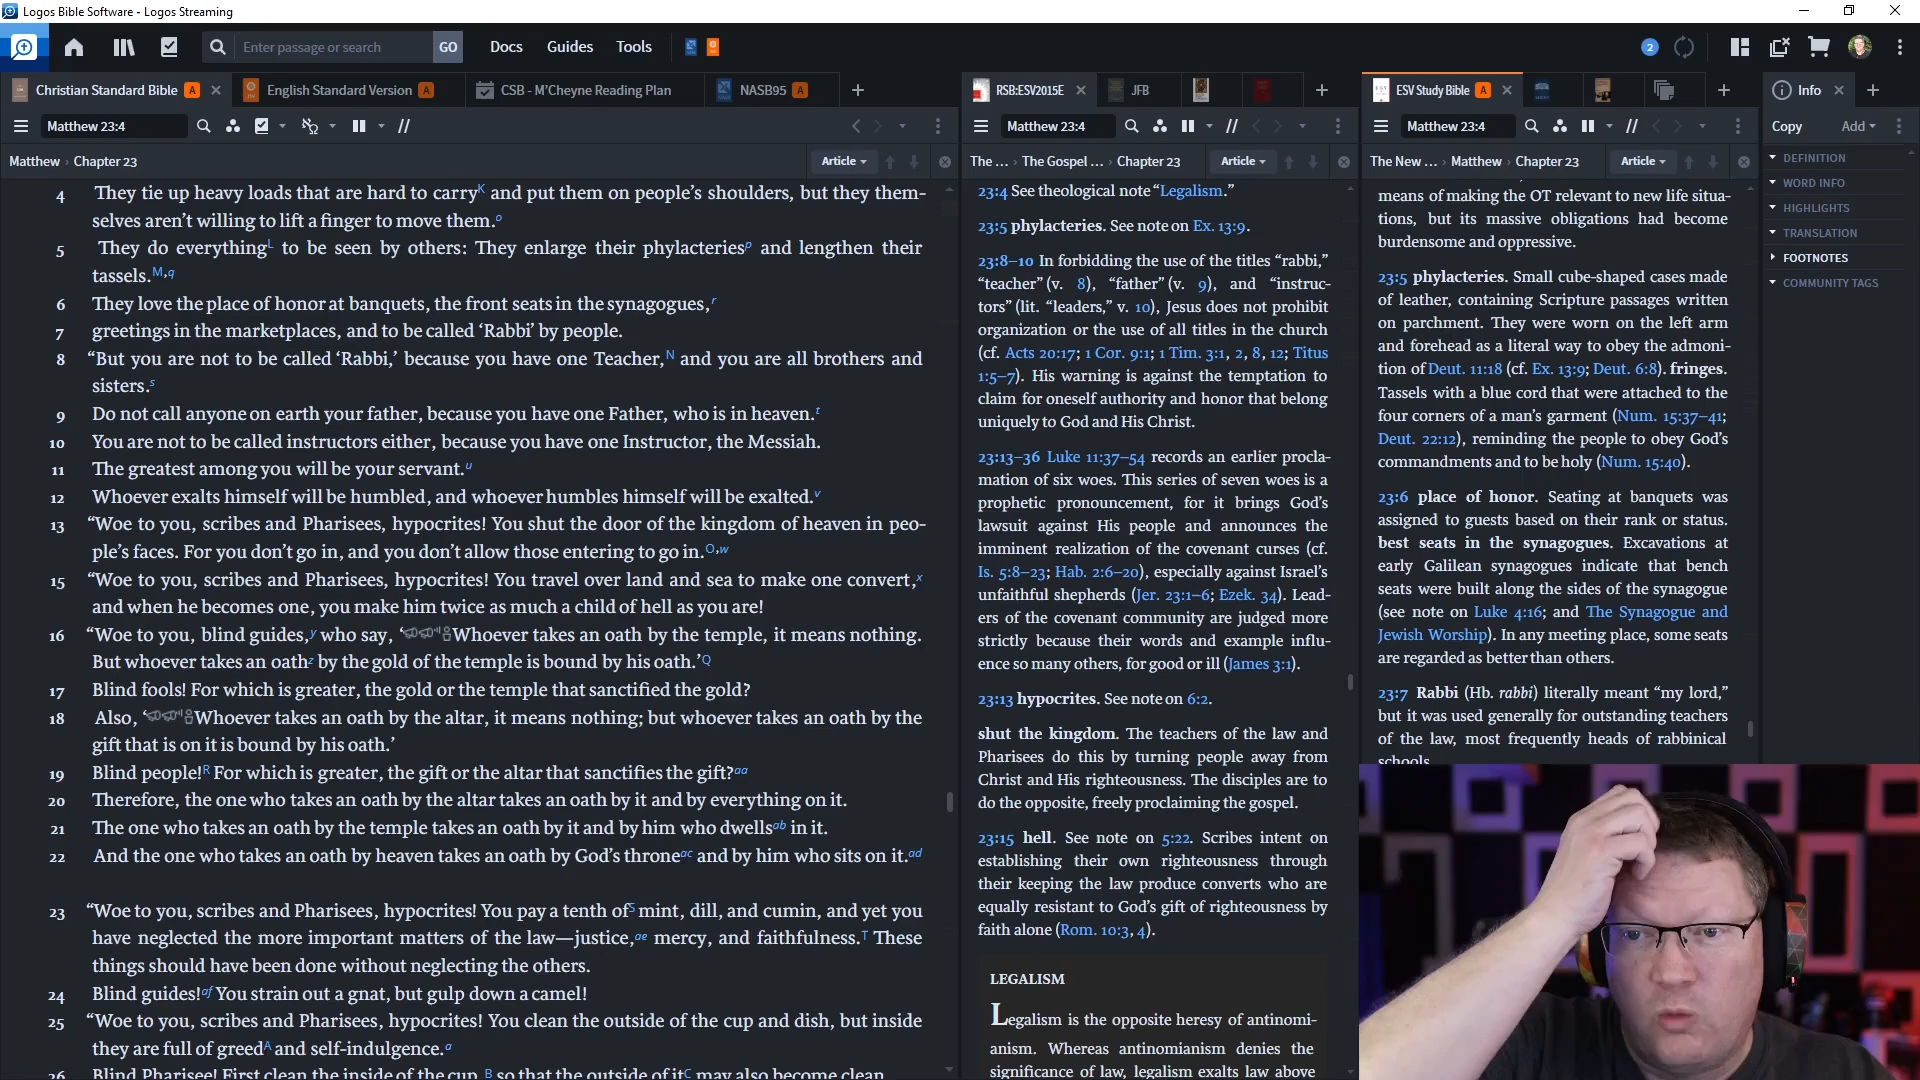 Logos Bible Software - Logos Streaming
Enter passage or search
GO
Docs
Guides
Tools
2
Christian Standard Bible A
English Standard Version A
CSB - M'Cheyne Reading Plan
NASB95 A
Matthew 23:4
Matthew › Chapter 23
Article
4 They tie up heavy loads that are hard to carryK and put them on people's shoulders, but they them-
selves aren't willing to lift a finger to move them.o
5 They do everythingL to be seen by others: They enlarge their phylacteriesp and lengthen their
tassels.M,q
6 They love the place of honor at banquets, the front seats in the synagogues,r
7 greetings in the marketplaces, and to be called ‘Rabbi’ by people.
8 “But you are not to be called ‘Rabbi,’ because you have one Teacher,N and you are all brothers and
sisters.s
9 Do not call anyone on earth your father, because you have one Father, who is in heaven.t
10 You are not to be called instructors either, because you have one Instructor, the Messiah.
11 The greatest among you will be your servant.u
12 Whoever exalts himself will be humbled, and whoever humbles himself will be exalted.v
13 “Woe to you, scribes and Pharisees, hypocrites! You shut the door of the kingdom of heaven in peo-
ple's faces. For you don't go in, and you don't allow those entering to go in.O,w
15 “Woe to you, scribes and Pharisees, hypocrites! You travel over land and sea to make one convert,x
and when he becomes one, you make him twice as much a child of hell as you are!
16 “Woe to you, blind guides,y who say, ‘Whoever takes an oath by the temple, it means nothing.
But whoever takes an oathz by the gold of the temple is bound by his oath.’Q
17 Blind fools! For which is greater, the gold or the temple that sanctified the gold?
18 Also, ‘Whoever takes an oath by the altar, it means nothing; but whoever takes an oath by the
gift that is on it is bound by his oath.’
19 Blind people!R For which is greater, the gift or the altar that sanctifies the gift?aa
20 Therefore, the one who takes an oath by the altar takes an oath by it and by everything on it.
21 The one who takes an oath by the temple takes an oath by it and by him who dwellsab in it.
22 And the one who takes an oath by heaven takes an oath by God's throneac and by him who sits on it.ad
23 “Woe to you, scribes and Pharisees, hypocrites! You pay a tenth ofS mint, dill, and cumin, and yet you
have neglected the more important matters of the law—justice,ae mercy, and faithfulness.T These
things should have been done without neglecting the others.
24 Blind guides!af You strain out a gnat, but gulp down a camel!
25 “Woe to you, scribes and Pharisees, hypocrites! You clean the outside of the cup and dish, but inside
they are full of greedA and self-indulgence.a
26 Blind Pharisee! First clean the inside of the cup,B so that the outside of itC may also become clean.
RSB:ESV2015E
JFB
Matthew 23:4
The ... › The Gospel ... › Chapter 23
Article
23:4 See theological note “Legalism.”
23:5 phylacteries. See note on Ex. 13:9.
23:8–10 In forbidding the use of the titles “rabbi,”
“teacher” (v. 8), “father” (v. 9), and “instruc-
tors” (lit. “leaders,” v. 10), Jesus does not prohibit
organization or the use of all titles in the church
(cf. Acts 20:17; 1 Cor. 9:1; 1 Tim. 3:1, 2, 8, 12; Titus
1:5–7). His warning is against the temptation to
claim for oneself authority and honor that belong
uniquely to God and His Christ.
23:13–36 Luke 11:37–54 records an earlier procla-
mation of six woes. This series of seven woes is a
prophetic pronouncement, for it brings God's
lawsuit against His people and announces the
imminent realization of the covenant curses (cf.
Is. 5:8–23; Hab. 2:6–20), especially against Israel's
unfaithful shepherds (Jer. 23:1–6; Ezek. 34). Lead-
ers of the covenant community are judged more
strictly because their words and example influ-
ence so many others, for good or ill (James 3:1).
23:13 hypocrites. See note on 6:2.
shut the kingdom. The teachers of the law and
Pharisees do this by turning people away from
Christ and His righteousness. The disciples are to
do the opposite, freely proclaiming the gospel.
23:15 hell. See note on 5:22. Scribes intent on
establishing their own righteousness through
their keeping the law produce converts who are
equally resistant to God's gift of righteousness by
faith alone (Rom. 10:3, 4).
LEGALISM
Legalism is the opposite heresy of antinomi-
anism. Whereas antinomianism denies the
significance of law, legalism exalts law above
ESV Study Bible A
Matthew 23:4
The New ... › Matthew › Chapter 23
Article
means of making the OT relevant to new life situa-
tions, but its massive obligations had become
burdensome and oppressive.
23:5 phylacteries. Small cube-shaped cases made
of leather, containing Scripture passages written
on parchment. They were worn on the left arm
and forehead as a literal way to obey the admoni-
tion of Deut. 11:18 (cf. Ex. 13:9; Deut. 6:8). fringes.
Tassels with a blue cord that were attached to the
four corners of a man's garment (Num. 15:37–41;
Deut. 22:12), reminding the people to obey God's
commandments and to be holy (Num. 15:40).
23:6 place of honor. Seating at banquets was
assigned to guests based on their rank or status.
best seats in the synagogues. Excavations at
early Galilean synagogues indicate that bench
seats were built along the sides of the synagogue
(see note on Luke 4:16; and The Synagogue and
Jewish Worship). In any meeting place, some seats
are regarded as better than others.
23:7 Rabbi (Hb. rabbi) literally meant “my lord,”
but it was used generally for outstanding teachers
of the law, most frequently heads of rabbinical
schools.
Info
Copy
Add
DEFINITION
WORD INFO
HIGHLIGHTS
TRANSLATION
FOOTNOTES
COMMUNITY TAGS